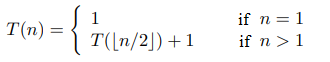 T(n) = { 1 if n = 1
T(⌊n/2⌋) + 1 if n > 1